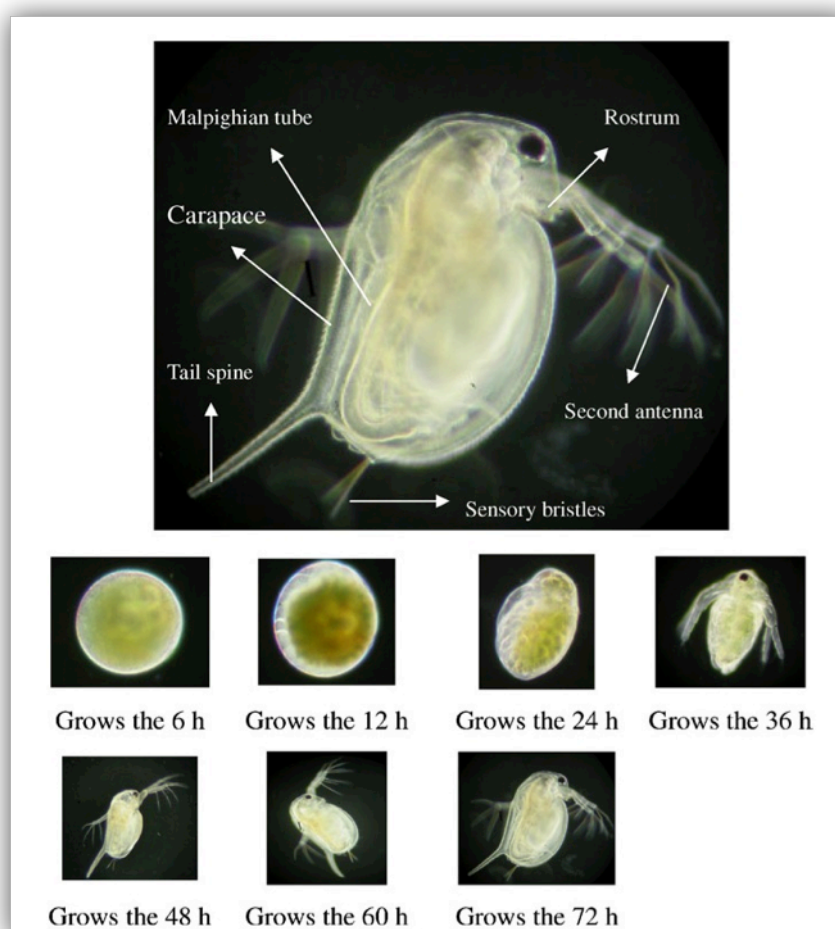 Malpighian tube
Rostrum
Carapace
Tail spine
Second antenna
Sensory bristles
Grows the 6 h
Grows the 12 h
Grows the 24 h
Grows the 36 h
Grows the 48 h
Grows the 60 h
Grows the 72 h